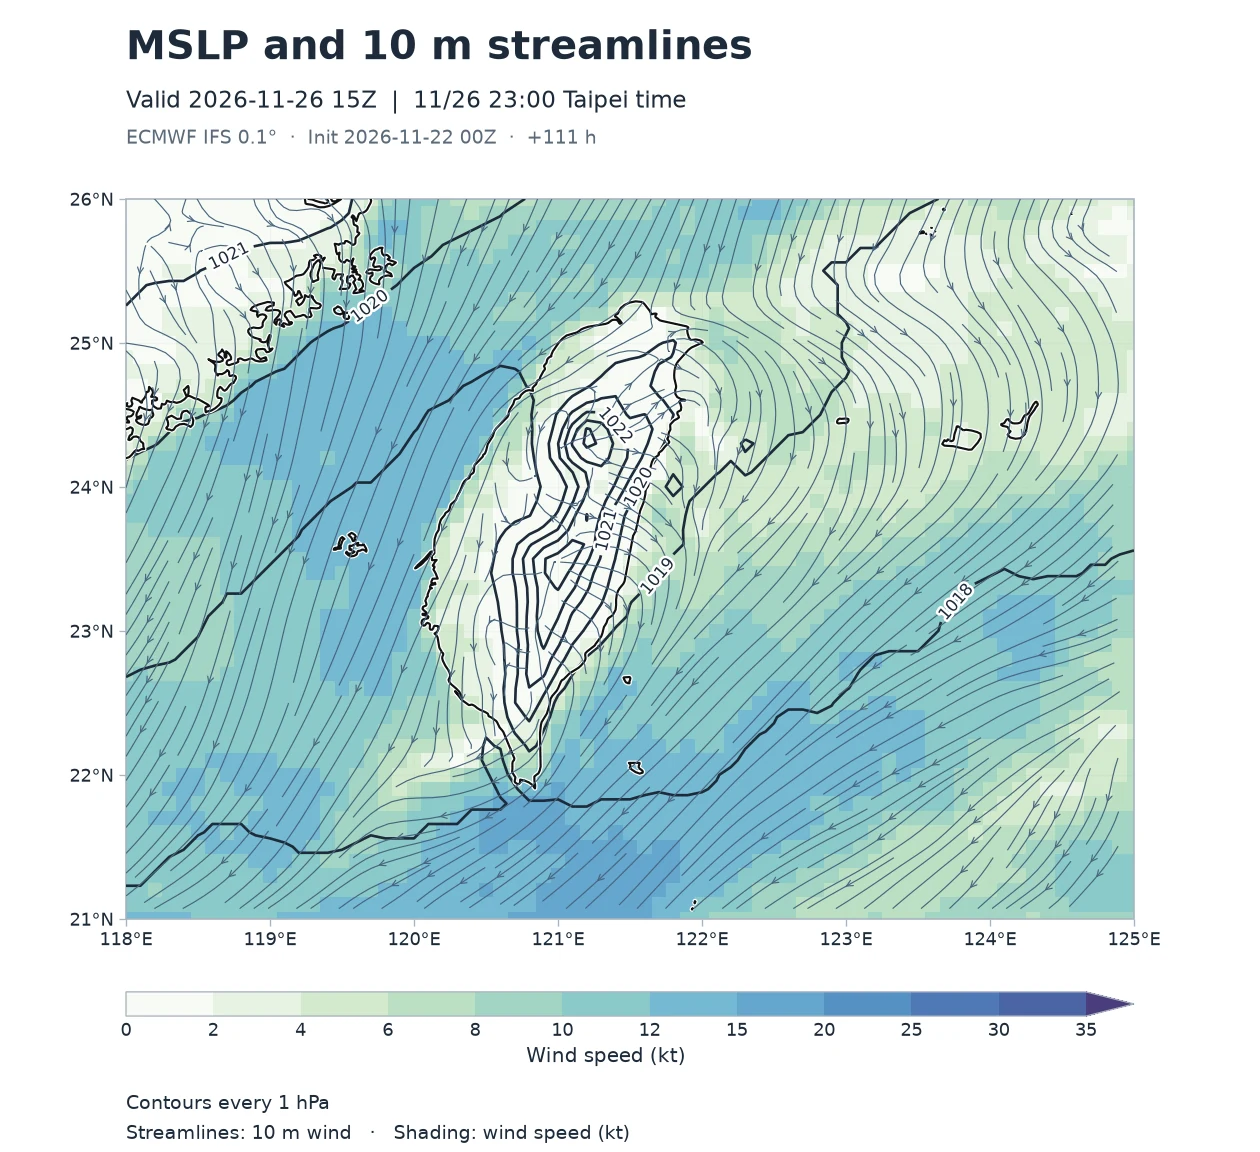 MSLP and 10 m streamlines
Valid 2026-11-26 15Z | 11/26 23:00 Taipei time
ECMWF IFS 0.1° · Init 2026-11-22 00Z · +111 h
26°N
25°N
24°N
23°N
22°N
21°N
1021
1020
1022
1020
1021
1019
1018
118°E 119°E 120°E 121°E 122°E 123°E 124°E 125°E
0 2 4 6 8 10 12 15 20 25 30 35
Wind speed (kt)
Contours every 1 hPa
Streamlines: 10 m wind · Shading: wind speed (kt)